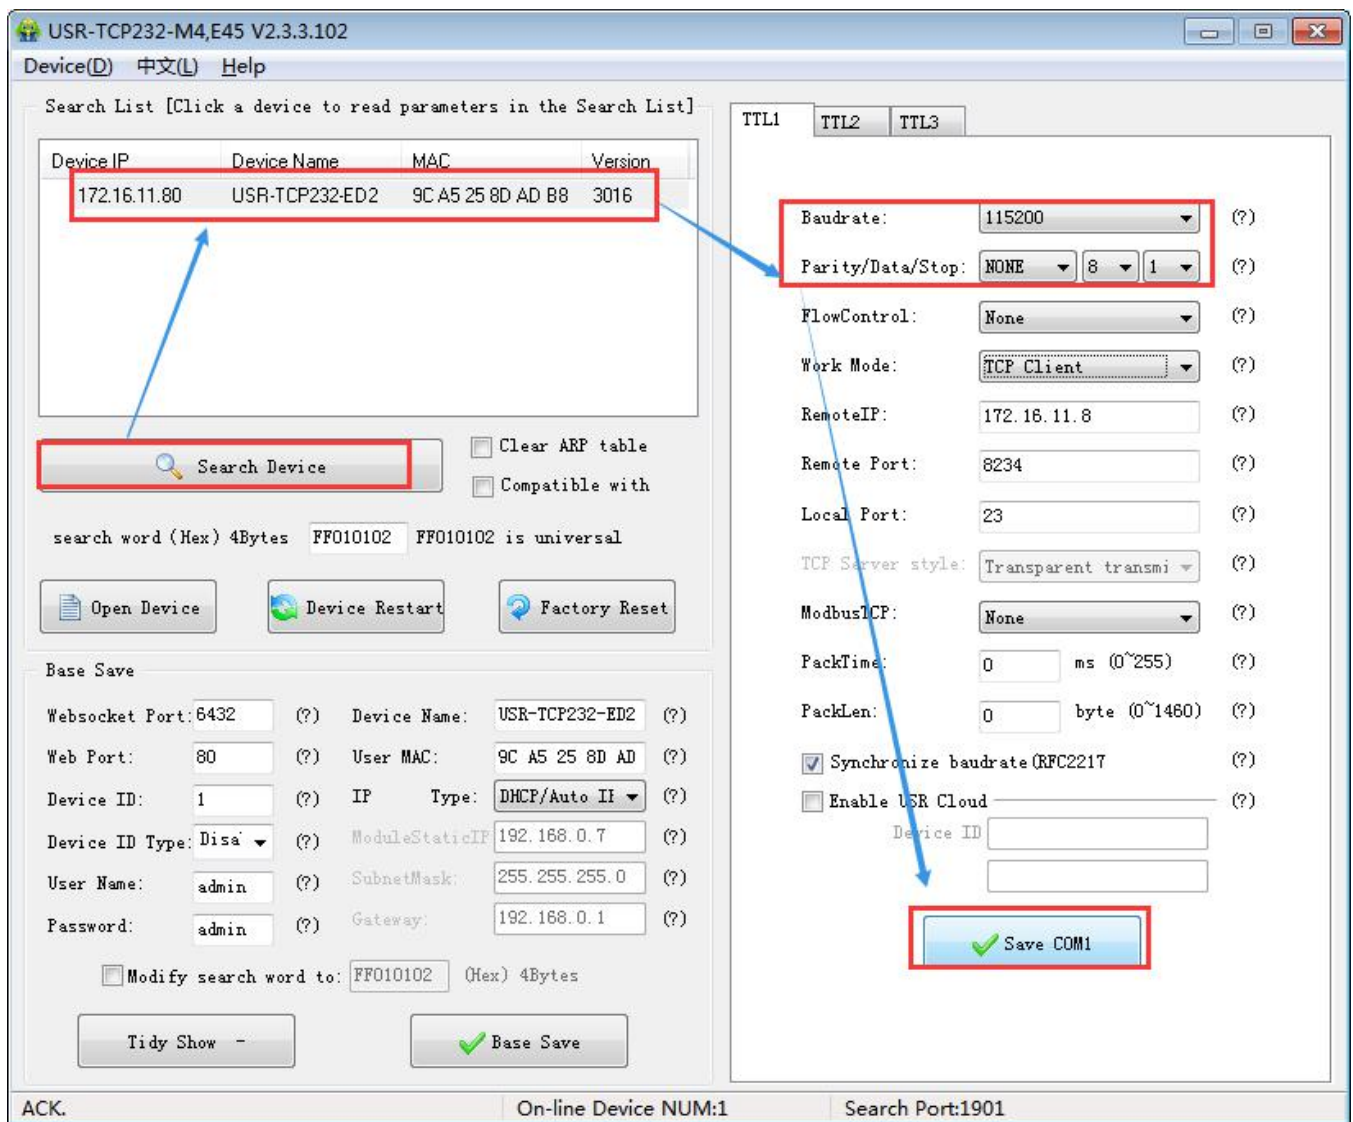 USR-TCP232-M4,E45 V2.3.3.102
Device(D) 中文(L) Help
Search List [Click a device to read parameters in the Search List]
Device IP Device Name MAC Version
172.16.11.80 USR-TCP232-ED2 9C A5 25 8D AD B8 3016
Search Device
Clear ARP table
Compatible with
search word(Hex) 4Bytes FF010102 FF010102 is universal
Open Device Device Restart Factory Reset
Base Save
Websocket Port: 6432 (?) Device Name: USR-TCP232-ED2 (?)
Web Port: 80 (?) User MAC: 9C A5 25 8D AD (?)
Device ID: 1 (?) IP Type: DHCP/Auto IF (?)
Device ID Type: Disa (?) ModuleStaticIP 192.168.0.7 (?)
User Name: admin (?) SubnetMask: 255.255.255.0 (?)
Password: admin (?) Gateway: 192.168.0.1 (?)
Modify search word to: FF010102 (Hex) 4Bytes
Tidy Show - Base Save
TTL1 TTL2 TTL3
Baudrate: 115200 (?)
Parity/Data/Stop: NONE 8 1 (?)
FlowControl: None (?)
Work Mode: TCP Client (?)
RemoteIP: 172.16.11.8 (?)
Remote Port: 8234 (?)
Local Port: 23 (?)
TCP Server style: Transparent transmi (?)
ModbusTCP: None (?)
PackTime: 0 ms (0~255) (?)
PackLen: 0 byte (0~1460) (?)
Synchronize baudrate(RFC2217 (?)
Enable USR Cloud (?)
Device ID
Save COM1
ACK. On-line Device NUM:1 Search Port:1901